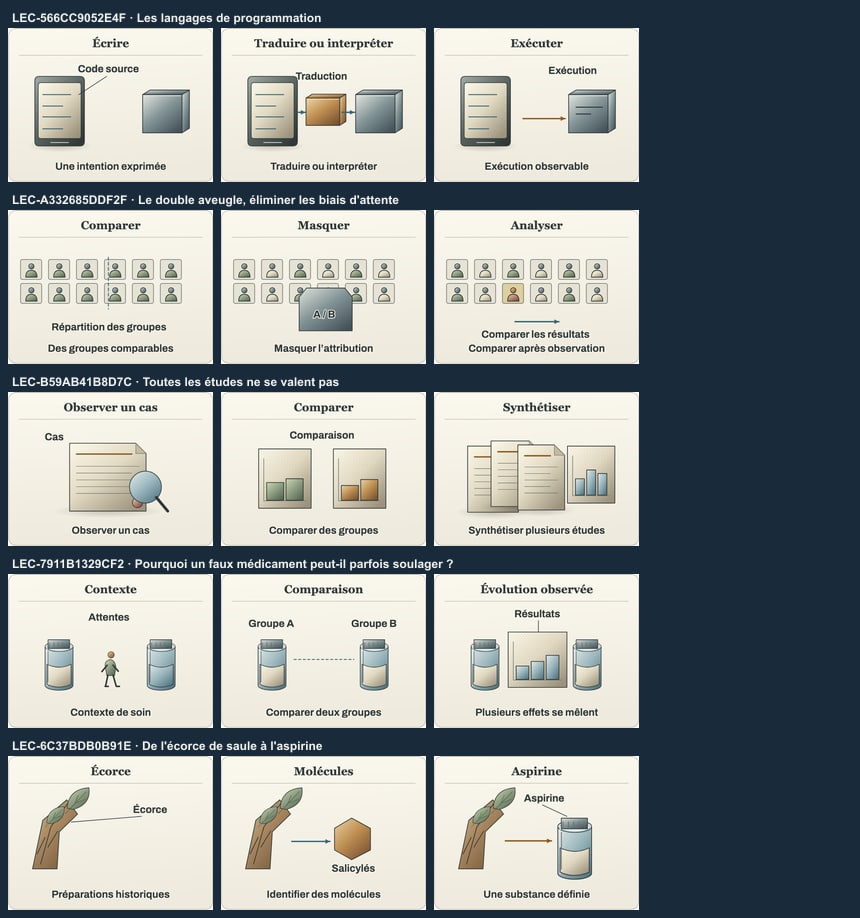 LEC-566CC9052E4F · Les langages de programmation
Écrire
Code source
Une intention exprimée
Traduire ou interpréter
Traduction
Traduire ou interpréter
Exécuter
Exécution
Exécution observable
LEC-A332685DDF2F · Le double aveugle, éliminer les biais d'attente
Comparer
Répartition des groupes
Des groupes comparables
Masquer
A / B
Masquer l’attribution
Analyser
Comparer les résultats
Comparer après observation
LEC-B59AB41B8D7C · Toutes les études ne se valent pas
Observer un cas
Cas
Observer un cas
Comparer
Comparaison
Comparer des groupes
Synthétiser
Synthétiser plusieurs études
LEC-7911B1329CF2 · Pourquoi un faux médicament peut-il parfois soulager ?
Contexte
Attentes
Contexte de soin
Comparaison
Groupe A
Groupe B
Comparer deux groupes
Évolution observée
Résultats
Plusieurs effets se mêlent
LEC-6C37BDB0B91E · De l'écorce de saule à l'aspirine
Écorce
Écorce
Préparations historiques
Molécules
Salicylés
Identifier des molécules
Aspirine
Aspirine
Une substance définie